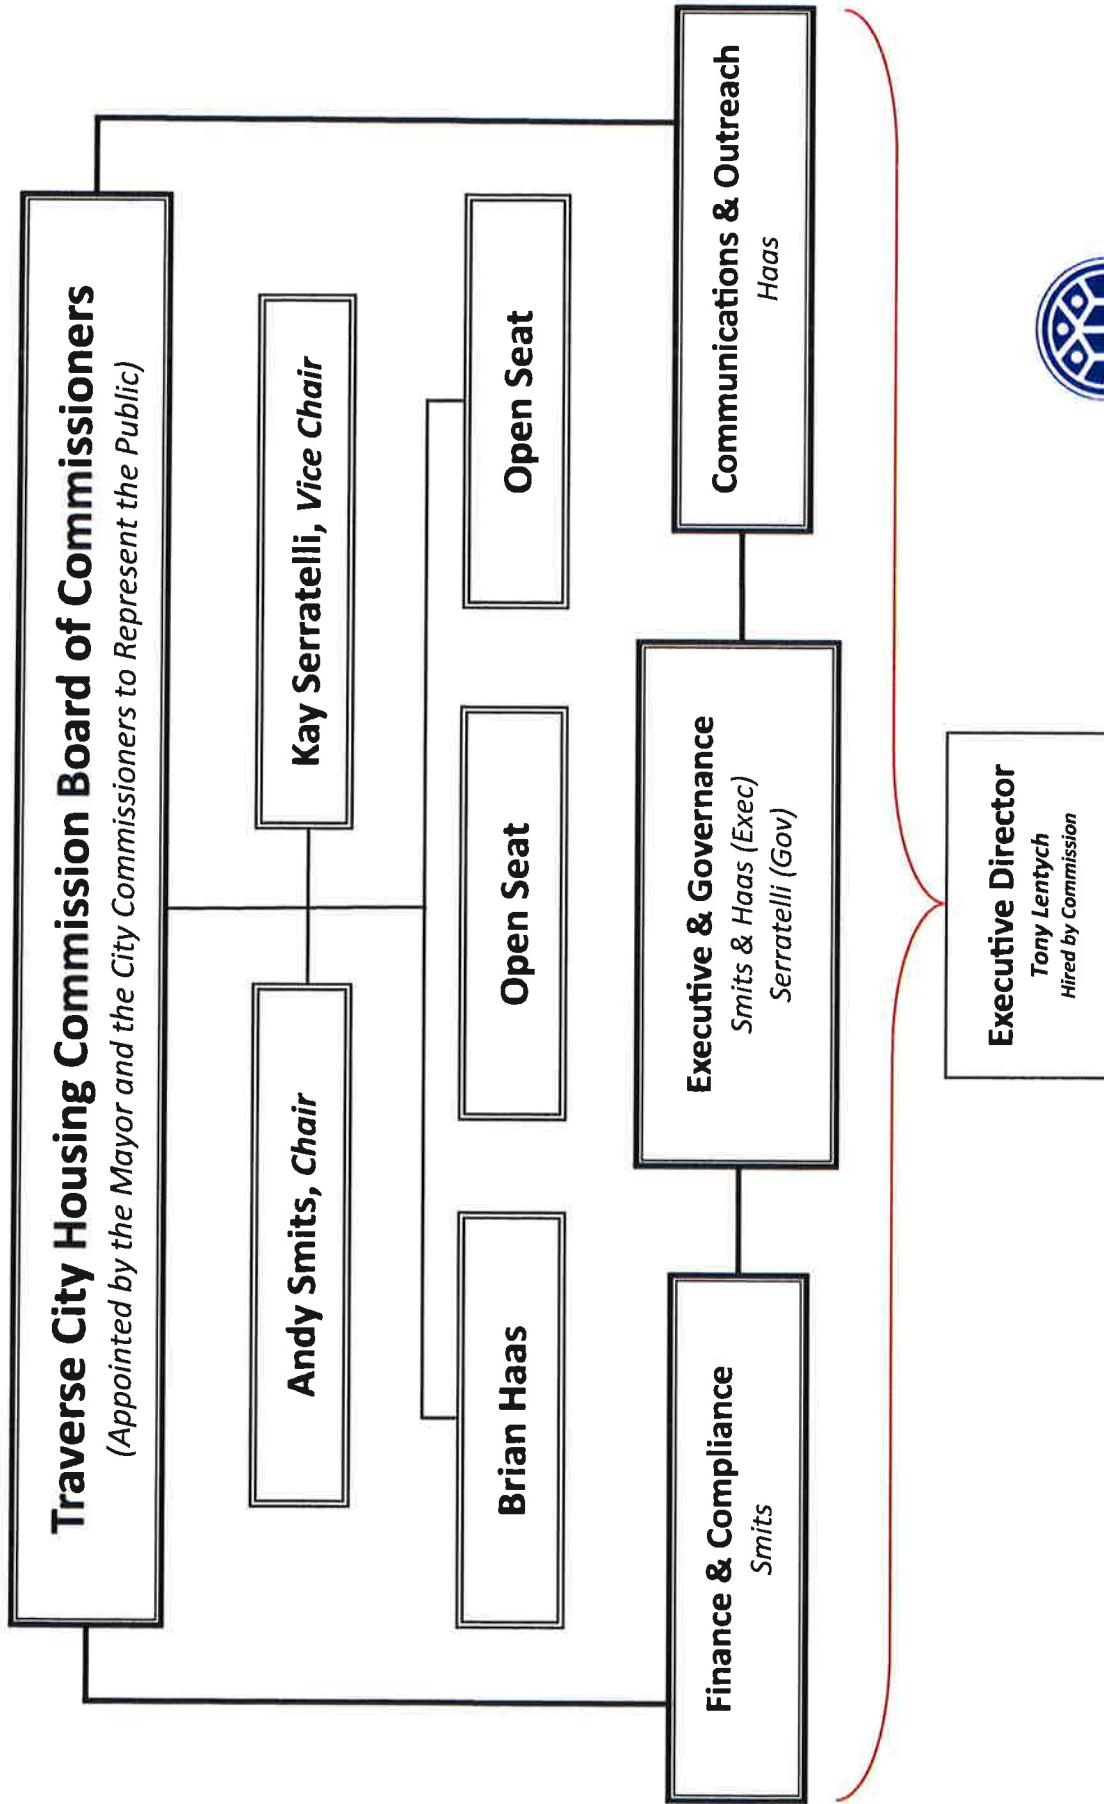 Traverse City Housing Commission Board of Commissioners
(Appointed by the Mayor and the City Commissioners to Represent the Public)
Andy Smits, Chair
Kay Serratelli, Vice Chair
Brian Haas
Open Seat
Open Seat
Finance & Compliance
Smits
Executive & Governance
Smits & Haas (Exec)
Serratelli (Gov)
Communications & Outreach
Haas
Executive Director
Tony Lentych
Hired by Commission